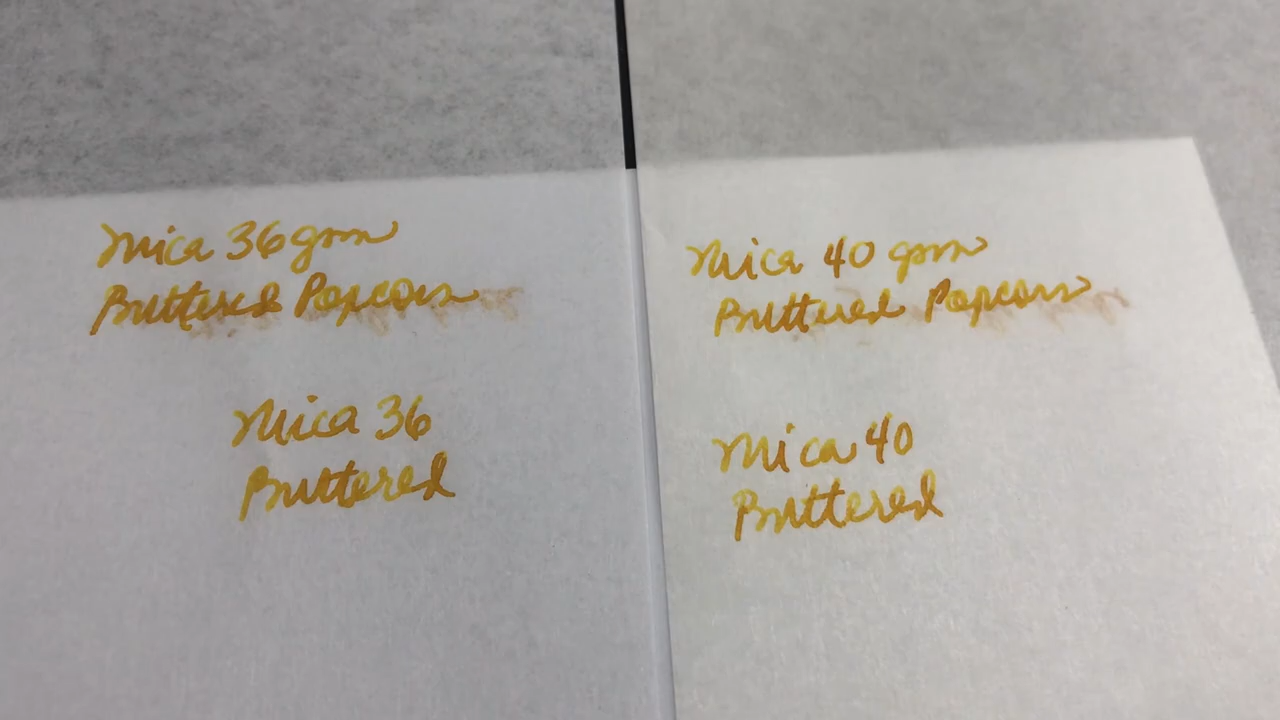 Mica 36 gsm
Buttered Popcorn
Mica 36
Buttered
Mica 40 gsm
Buttered Popcorn
Mica 40
Buttered